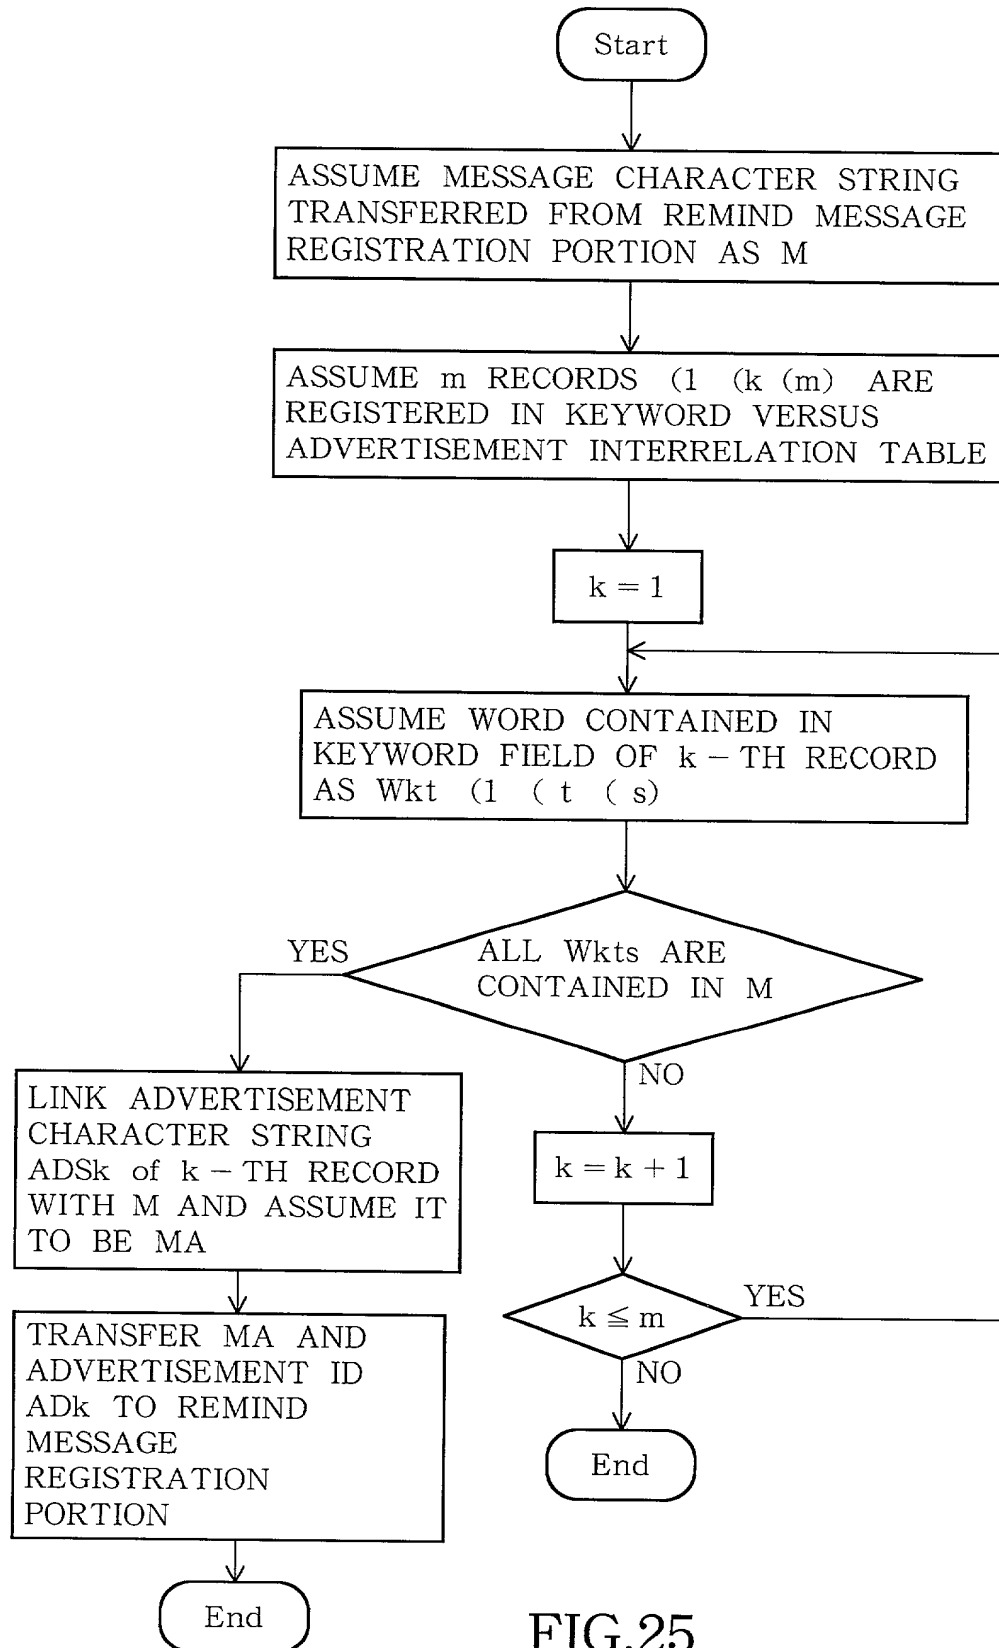 Start
ASSUME MESSAGE CHARACTER STRING
TRANSFERRED FROM REMIND MESSAGE
REGISTRATION PORTION AS M
ASSUME m RECORDS (1 (k (m) ARE
REGISTERED IN KEYWORD VERSUS
ADVERTISEMENT INTERRELATION TABLE
k = 1
ASSUME WORD CONTAINED IN
KEYWORD FIELD OF k – TH RECORD
AS Wkt (1 ( t ( s)
YES
ALL Wkts ARE
CONTAINED IN M
NO
LINK ADVERTISEMENT
CHARACTER STRING
ADSk of k – TH RECORD
WITH M AND ASSUME IT
TO BE MA
k = k + 1
k ≦ m
YES
NO
TRANSFER MA AND
ADVERTISEMENT ID
ADk TO REMIND
MESSAGE
REGISTRATION
PORTION
End
End
FIG.25